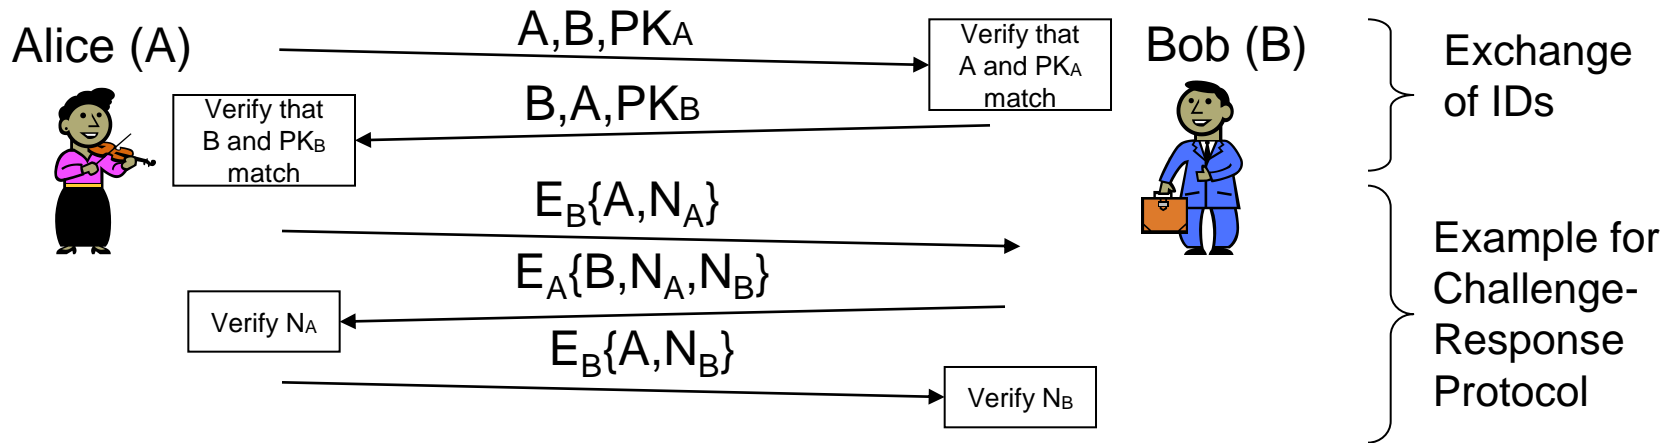 Alice (A)
A,B,PKA
Verify that
A and PKA
match
Bob (B)
Exchange
of IDs
Verify that
B and PKB
match
B,A,PKB
EB{A,NA}
EA{B,NA,NB}
Verify NA
EB{A,NB}
Verify NB
Example for
Challenge-
Response
Protocol